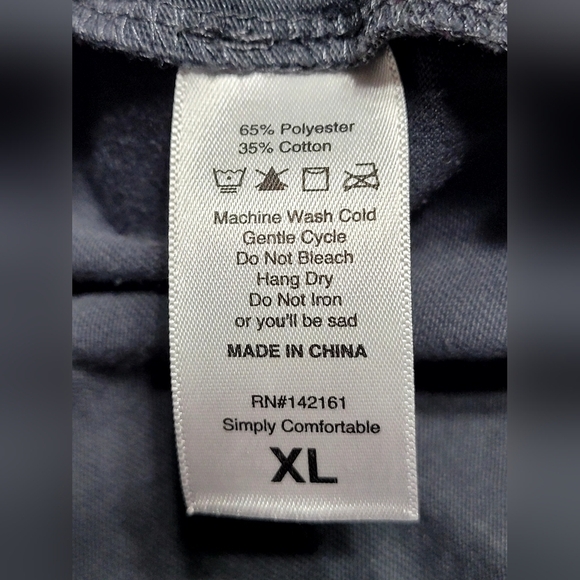 65% Polyester
35% Cotton
Machine Wash Cold
Gentle Cycle
Do Not Bleach
Hang Dry
Do Not Iron
or you'll be sad
MADE IN CHINA
RN#142161
Simply Comfortable
XL